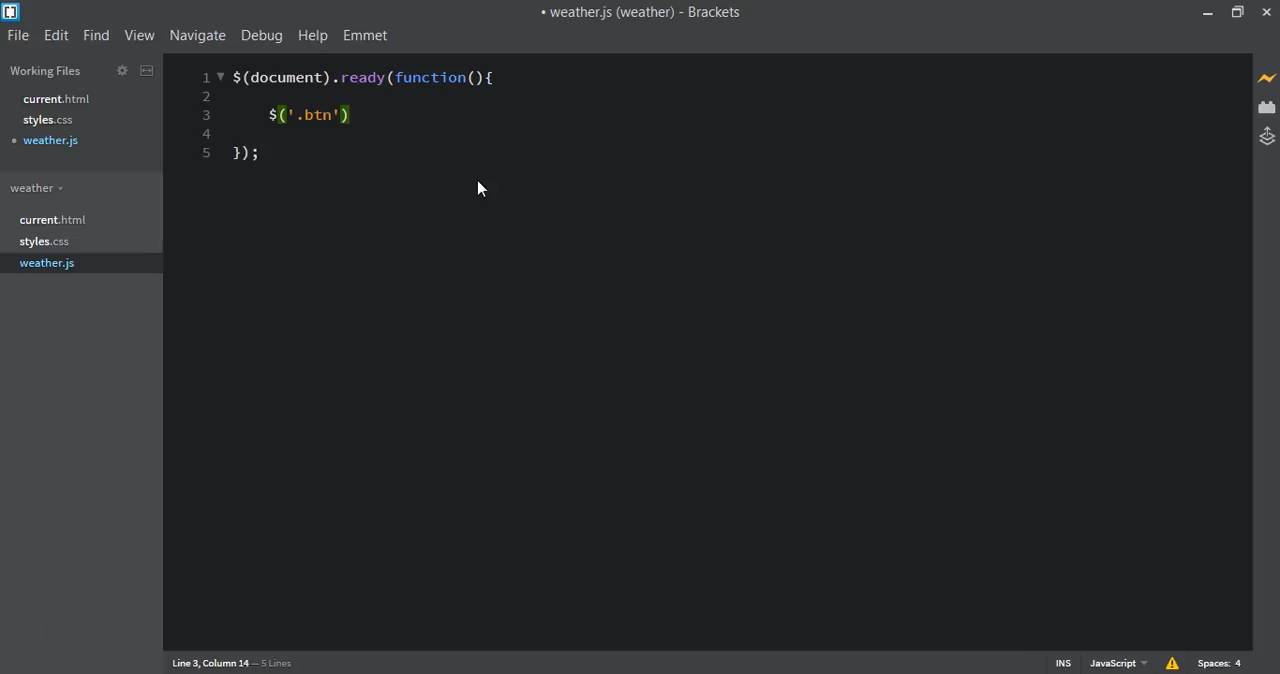 • weather.js (weather) - Brackets
File Edit Find View Navigate Debug Help Emmet
Working Files
current.html
styles.css
• weather.js
weather
current.html
styles.css
weather.js
1 $(document).ready(function(){
2
3 $('.btn')
4
5 });
Line 3, Column 14 — 5 Lines
INS JavaScript Spaces: 4